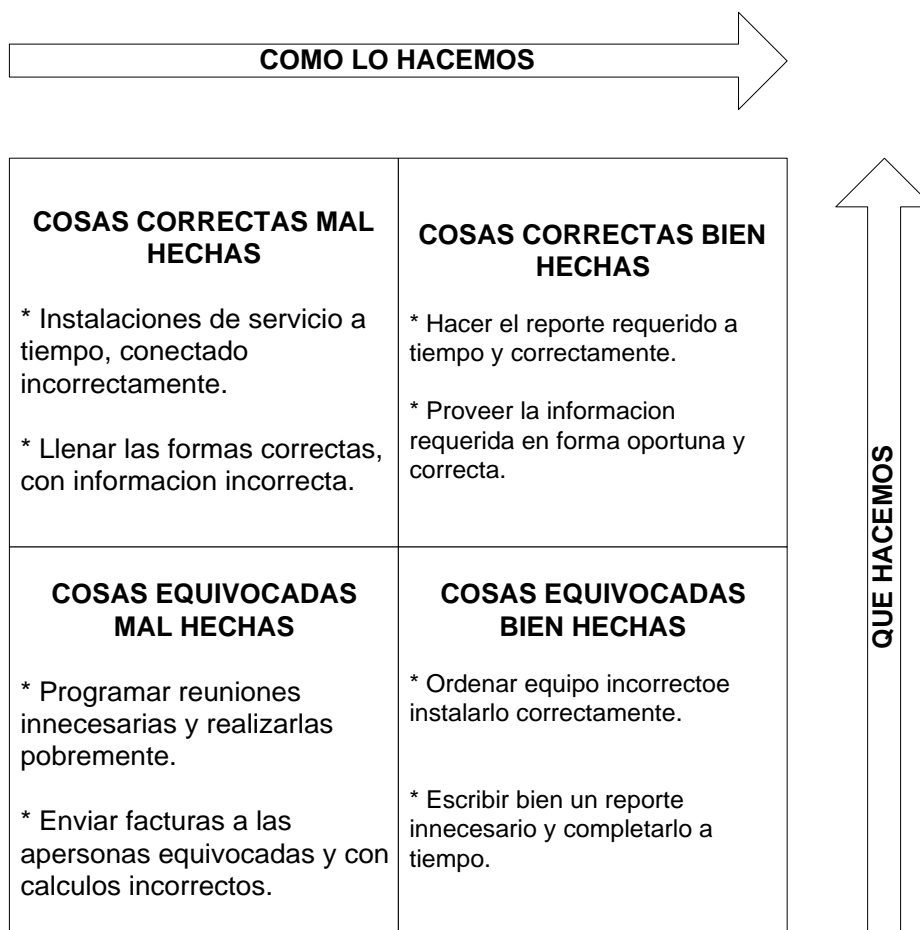 COMO LO HACEMOS
COSAS CORRECTAS MAL
HECHAS
* Instalaciones de servicio a
tiempo, conectado
incorrectamente.
* Llenar las formas correctas,
con informacion incorrecta.
COSAS CORRECTAS BIEN
HECHAS
* Hacer el reporte requerido a
tiempo y correctamente.
* Proveer la informacion
requerida en forma oportuna y
correcta.
COSAS EQUIVOCADAS
MAL HECHAS
* Programar reuniones
innecesarias y realizarlas
pobremente.
* Enviar facturas a las
apersonas equivocadas y con
calculos incorrectos.
COSAS EQUIVOCADAS
BIEN HECHAS
* Ordenar equipo incorrectoe
instalarlo correctamente.
* Escribir bien un reporte
innecesario y completarlo a
tiempo.
QUE HACEMOS